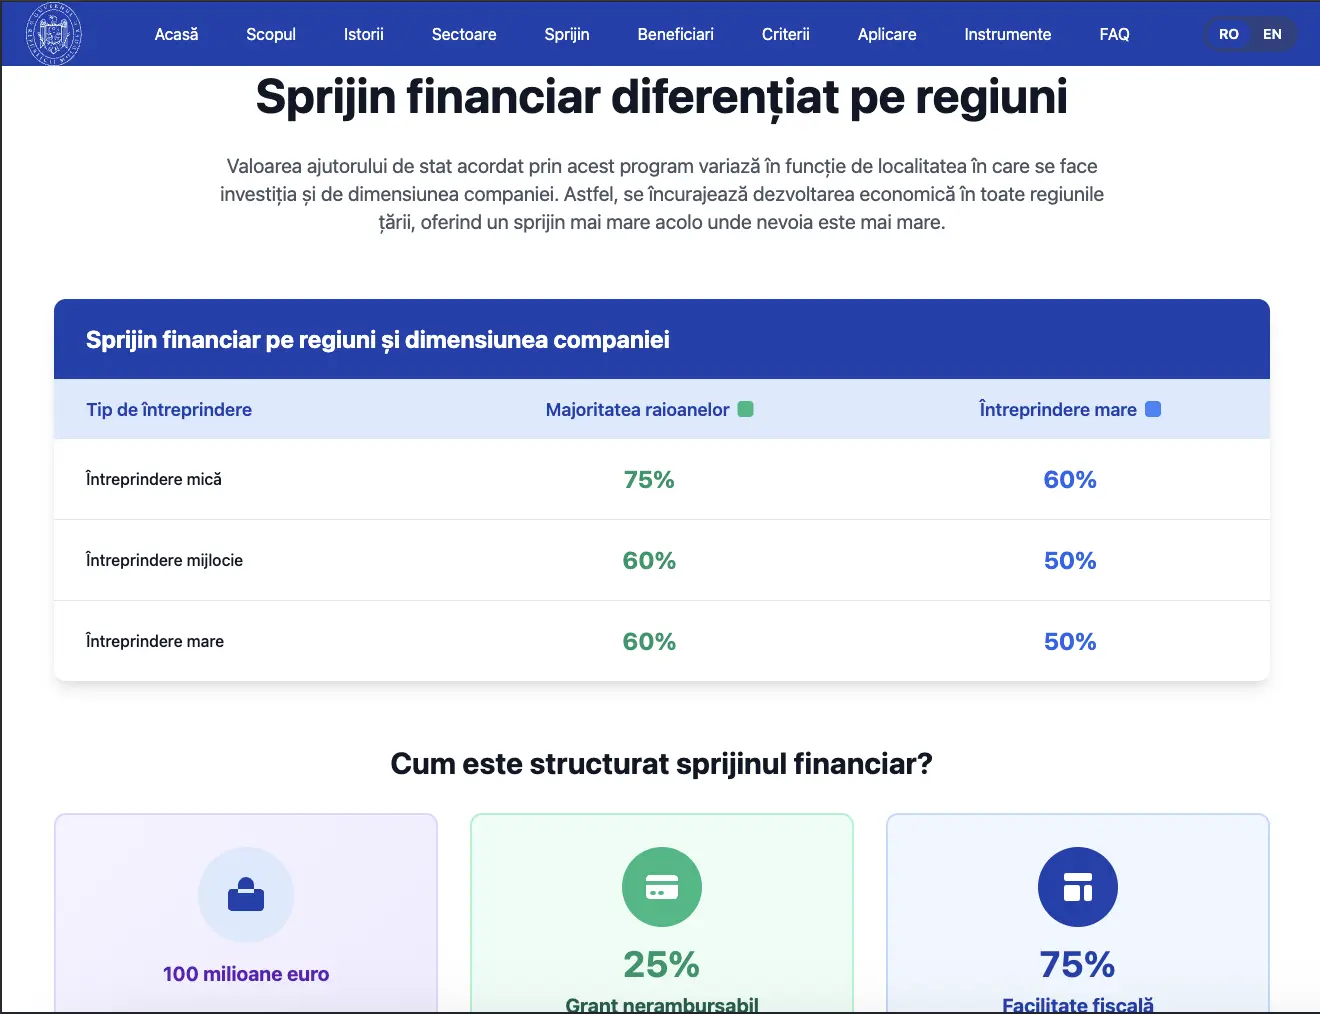 Acasă Scopul Istorii Sectoare Sprijin Beneficiari Criterii Aplicare Instrumente FAQ RO EN
Sprijin financiar diferențiat pe regiuni
Valoarea ajutorului de stat acordat prin acest program variază în funcție de localitatea în care se face
investiția și de dimensiunea companiei. Astfel, se încurajează dezvoltarea economică în toate regiunile
țării, oferind un sprijin mai mare acolo unde nevoia este mai mare.
Sprijin financiar pe regiuni și dimensiunea companiei
Tip de întreprindere Majoritatea raioanelor Întreprindere mare
Întreprindere mică 75% 60%
Întreprindere mijlocie 60% 50%
Întreprindere mare 60% 50%
Cum este structurat sprijinul financiar?
100 milioane euro
25%
Grant nerambursabil
75%
Facilitate fiscală